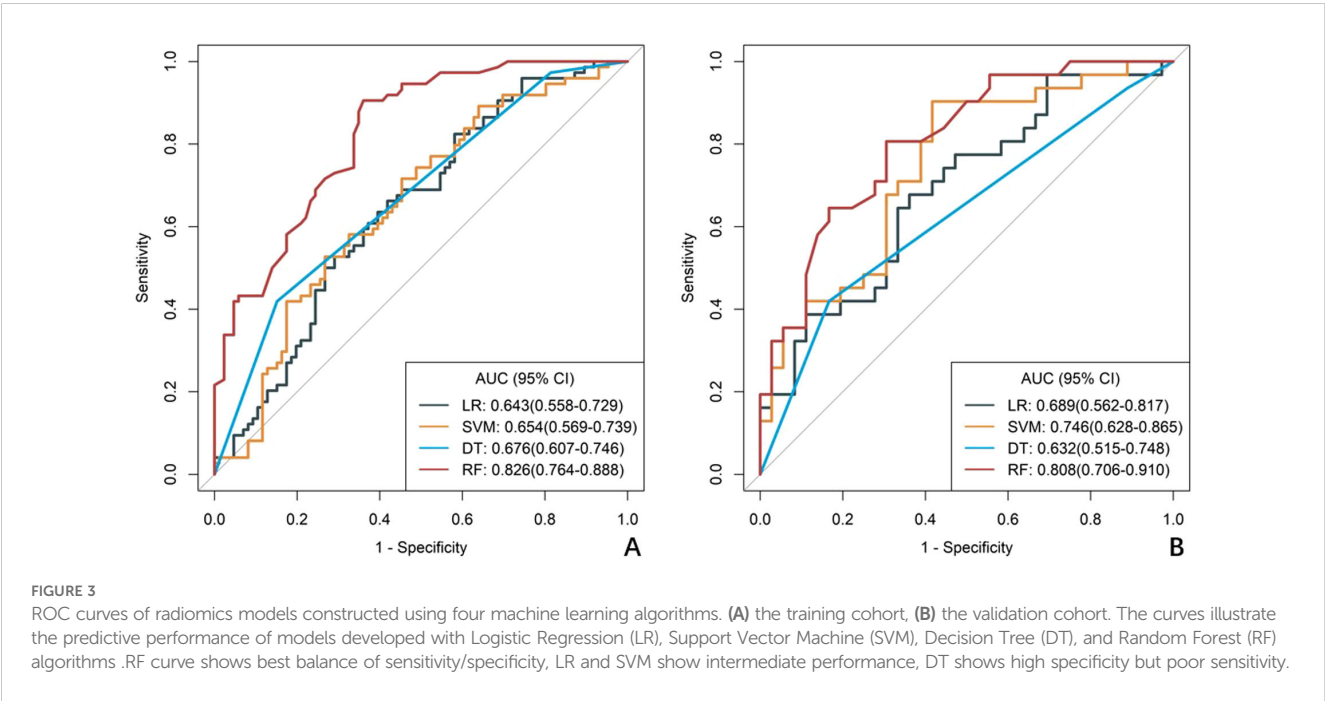 Sensitivity
1.0
0.8
0.6
0.4
0.2
0.0
AUC (95% CI)
LR: 0.643(0.558-0.729)
SVM: 0.654(0.569-0.739)
DT: 0.676(0.607-0.746)
RF: 0.826(0.764-0.888)
0.0 0.2 0.4 0.6 0.8 1.0
1 - Specificity
A
Sensitivity
1.0
0.8
0.6
0.4
0.2
0.0
AUC (95% CI)
LR: 0.689(0.562-0.817)
SVM: 0.746(0.628-0.865)
DT: 0.632(0.515-0.748)
RF: 0.808(0.706-0.910)
0.0 0.2 0.4 0.6 0.8 1.0
1 - Specificity
B
FIGURE 3
ROC curves of radiomics models constructed using four machine learning algorithms. (A) the training cohort, (B) the validation cohort. The curves illustrate
the predictive performance of models developed with Logistic Regression (LR), Support Vector Machine (SVM), Decision Tree (DT), and Random Forest (RF)
algorithms .RF curve shows best balance of sensitivity/specificity, LR and SVM show intermediate performance, DT shows high specificity but poor sensitivity.